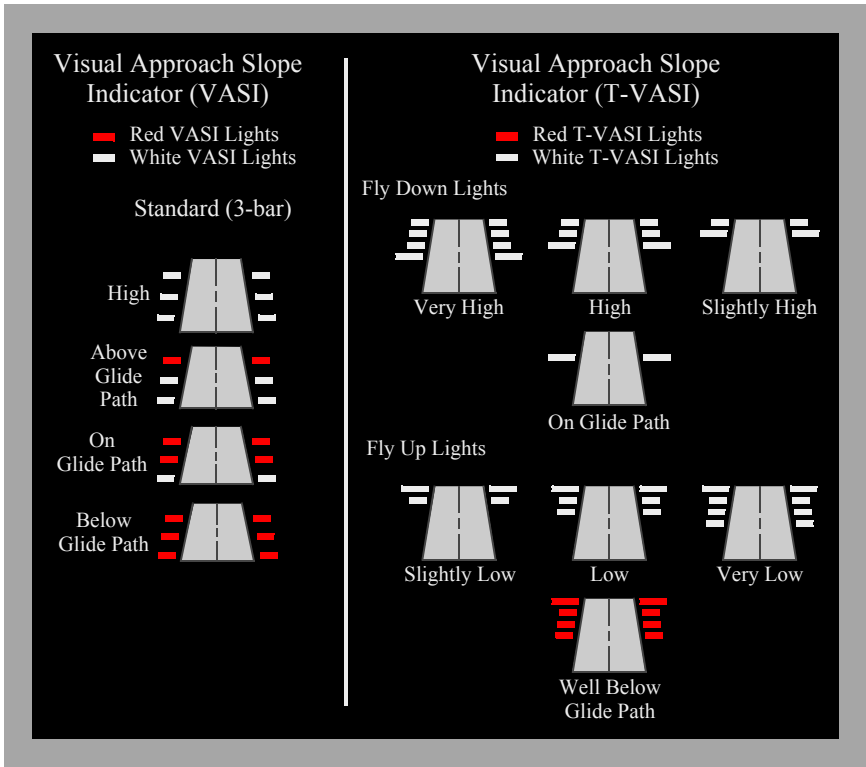 Visual Approach Slope
Indicator (VASI)
Red VASI Lights
White VASI Lights
Standard (3-bar)
High
Above
Glide
Path
On
Glide Path
Below
Glide Path
Visual Approach Slope
Indicator (T-VASI)
Red T-VASI Lights
White T-VASI Lights
Fly Down Lights
Very High
High
Slightly High
On Glide Path
Fly Up Lights
Slightly Low
Low
Very Low
Well Below
Glide Path